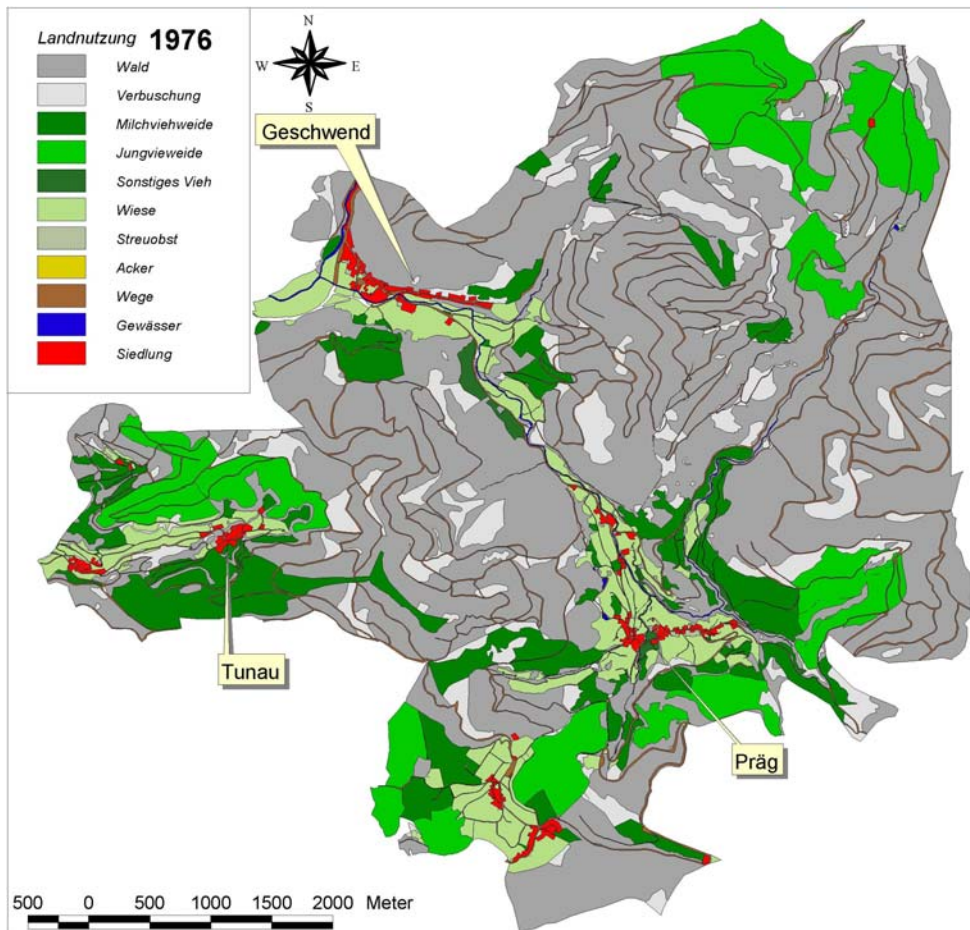 Landnutzung 1976
Wald
Verbuschung
Milchviehweide
Jungvieweide
Sonstiges Vieh
Wiese
Streuobst
Acker
Wege
Gewässer
Siedlung
N
W E
S
Geschwend
Tunau
Präg
500 0 500 1000 1500 2000 Meter